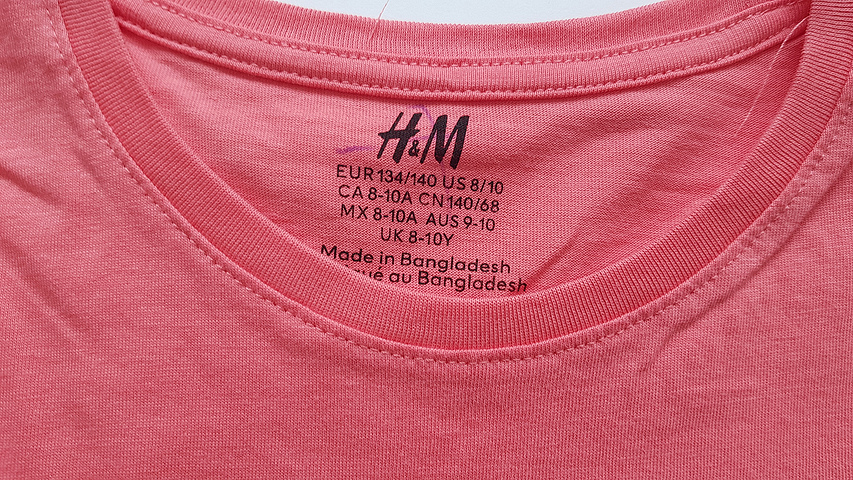 H&M
EUR 134/140 US 8/10
CA 8-10A CN 140/68
MX 8-10A AUS 9-10
UK 8-10Y
Made in Bangladesh
au Bangladesh